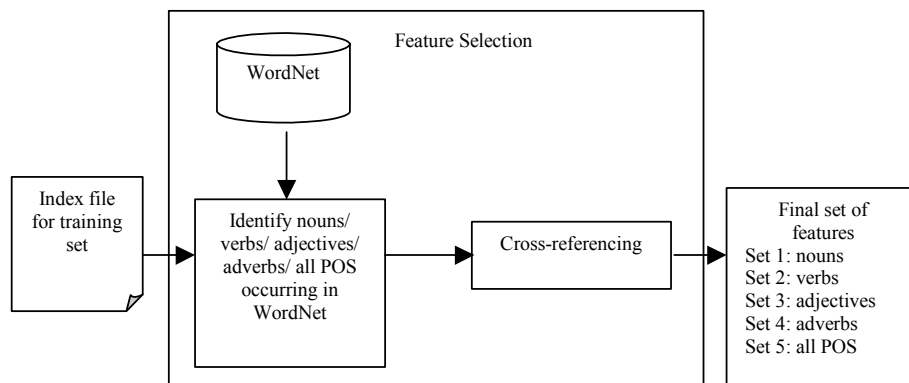 Feature Selection
WordNet
Index file
for training
set
Identify nouns/
verbs/ adjectives/
adverbs/ all POS
occurring in
WordNet
Cross-referencing
Final set of
features
Set 1: nouns
Set 2: verbs
Set 3: adjectives
Set 4: adverbs
Set 5: all POS